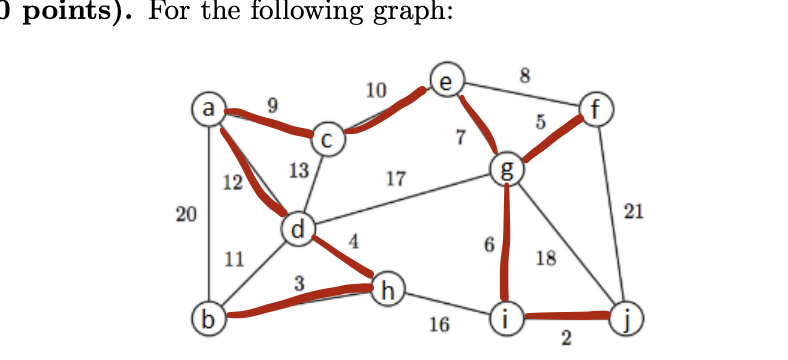 0 points). For the following graph:
e 8
10
a 9 f
5
c 7
13 g
12 17
20 21
d
4 6 18
11
3 h
b i j
16 2